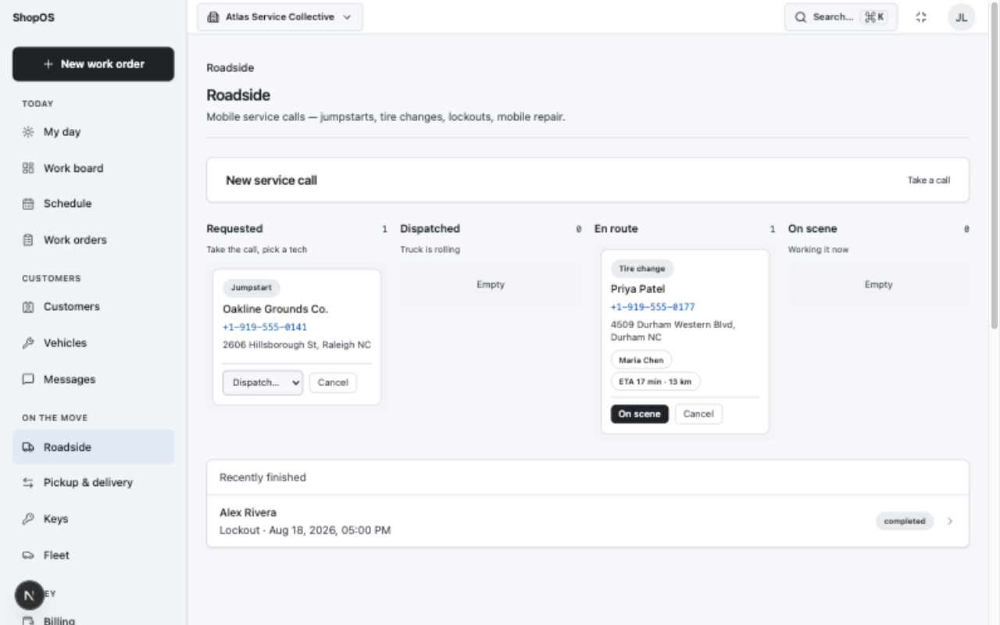 ShopOS
Atlas Service Collective
Search... ⌘K
JL
New work order
TODAY
My day
Work board
Schedule
Work orders
CUSTOMERS
Customers
Vehicles
Messages
ON THE MOVE
Roadside
Pickup & delivery
Keys
Fleet
EY
Billing
N
Roadside
Roadside
Mobile service calls — jumpstarts, tire changes, lockouts, mobile repair.
New service call
Take a call
Requested 1
Take the call, pick a tech
Jumpstart
Oakline Grounds Co.
+1-919-555-0141
2606 Hillsborough St, Raleigh NC
Dispatch...
Cancel
Dispatched 0
Truck is rolling
Empty
En route 1
Tire change
Priya Patel
+1-919-555-0177
4509 Durham Western Blvd,
Durham NC
Maria Chen
ETA 17 min · 13 km
On scene
Cancel
On scene 0
Working it now
Empty
Recently finished
Alex Rivera
Lockout · Aug 18, 2026, 05:00 PM
completed